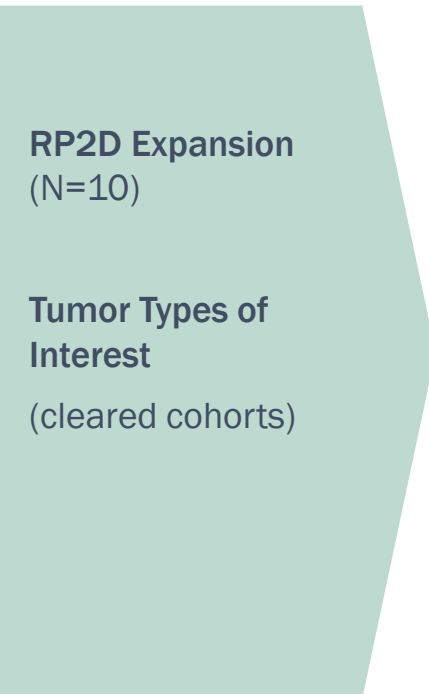 RP2D Expansion
(N=10)
Tumor Types of
Interest
(cleared cohorts)